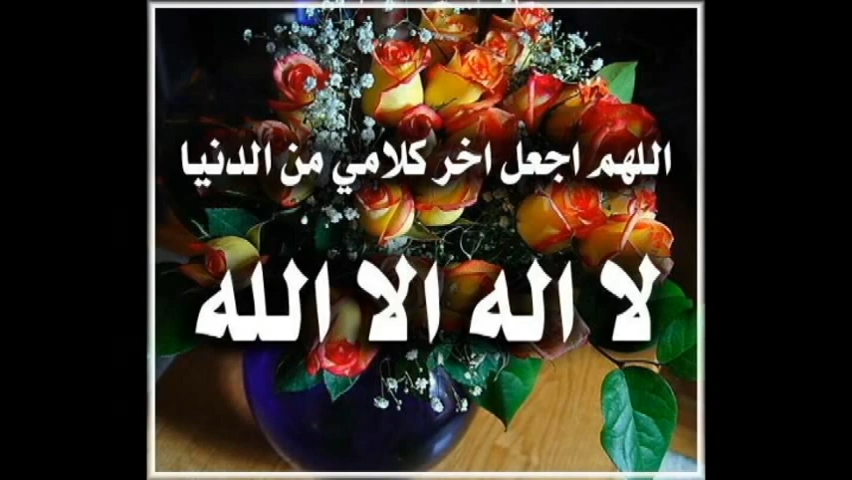 اللهم اجعل اخر كلامي من الدنيا
لا اله الا الله